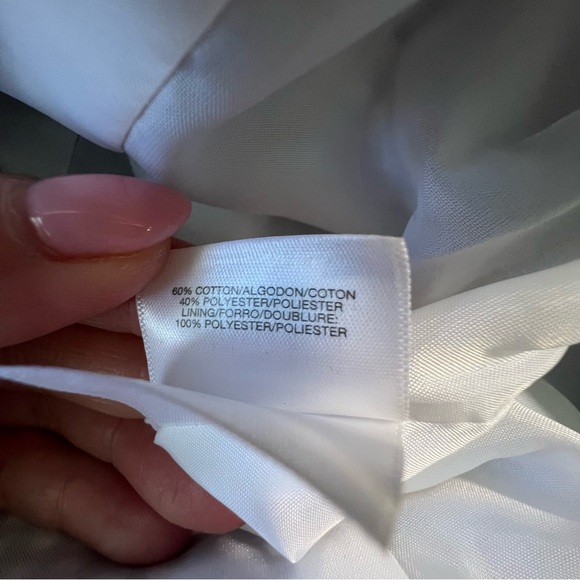 60% COTTON/ALGODON/COTON
40% POLYESTER/POLIESTER
LINING/FORRO/DOUBLURE:
100% POLYESTER/POLIESTER